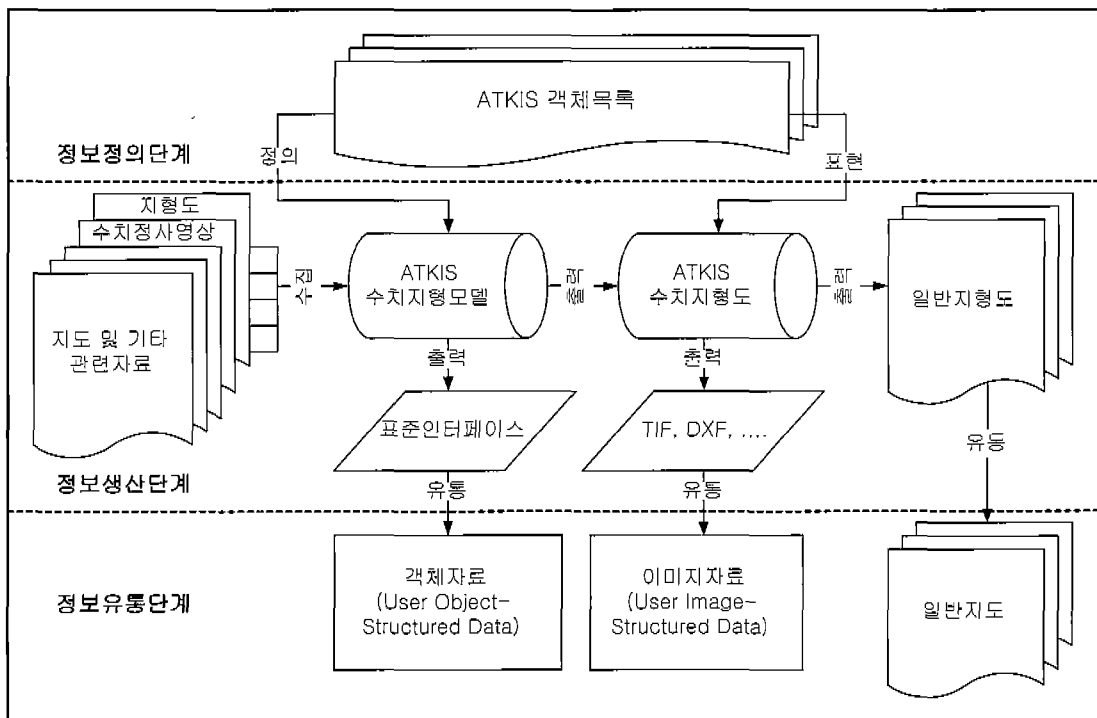 ATKIS 객체목록
정보정의단계
정의
표현
지형도
수치정사영상
지도 및 기타
관련자료
수집
ATKIS
수치지형모델
출력
ATKIS
수치지형도
출력
일반지형도
출력
출력
표준인터페이스
TIF, DXF, ....
유통
정보생산단계
유통
유통
정보유통단계
객체자료
(User Object-
Structured Data)
이미지자료
(User Image-
Structured Data)
일반지도